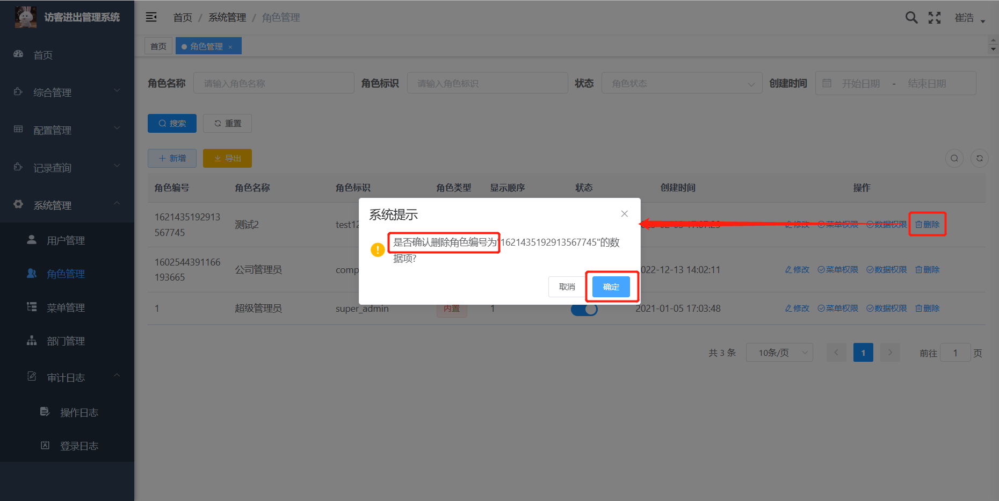 访客进出管理系统
首页 / 系统管理 / 角色管理
崔浩
首页
角色管理 ×
首页
综合管理
配置管理
记录查询
系统管理
用户管理
角色管理
菜单管理
部门管理
审计日志
操作日志
登录日志
角色名称 请输入角色名称 角色标识 请输入角色标识 状态 角色状态 创建时间 开始日期 - 结束日期
搜索 重置
新增 导出
角色编号 角色名称 角色标识 角色类型 显示顺序 状态 创建时间 操作
1621435192913
567745
测试2 test12 修改 菜单权限 数据权限 删除
1602544391166
193665
公司管理员 comp 2022-12-13 14:02:11 修改 菜单权限 数据权限 删除
1 超级管理员 super_admin 内置 1 2021-01-05 17:03:48 修改 菜单权限 数据权限 删除
系统提示
是否确认删除角色编号为"1621435192913567745"的数
据项?
取消 确定
共 3 条 10条/页 1 前往 1 页